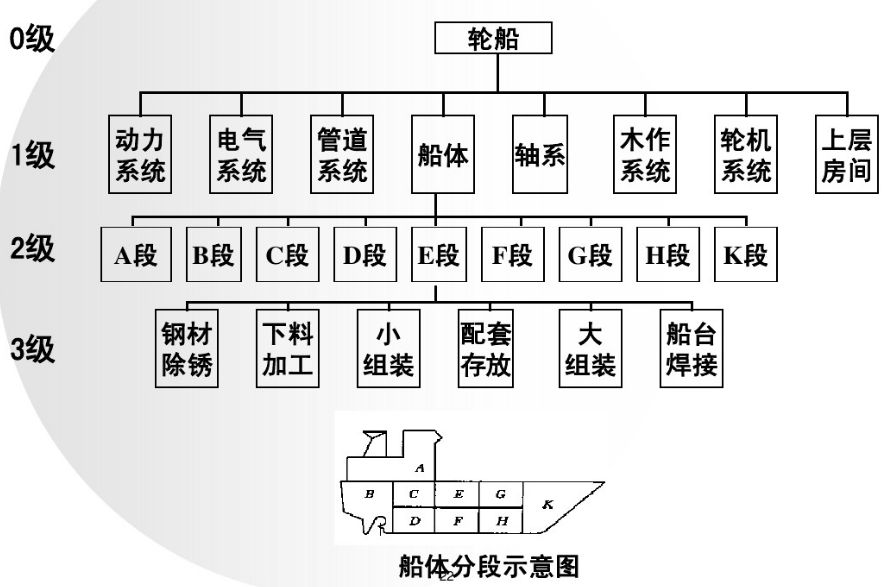 0级
轮船
1级
动力
系统
电气
系统
管道
系统
船体
轴系
木作
系统
轮机
系统
上层
房间
2级
A段
B段
C段
D段
E段
F段
G段
H段
K段
3级
钢材
除锈
下料
加工
小
组装
配套
存放
大
组装
船台
焊接
A
B
C
E
G
K
D
F
H
船体分段示意图
22